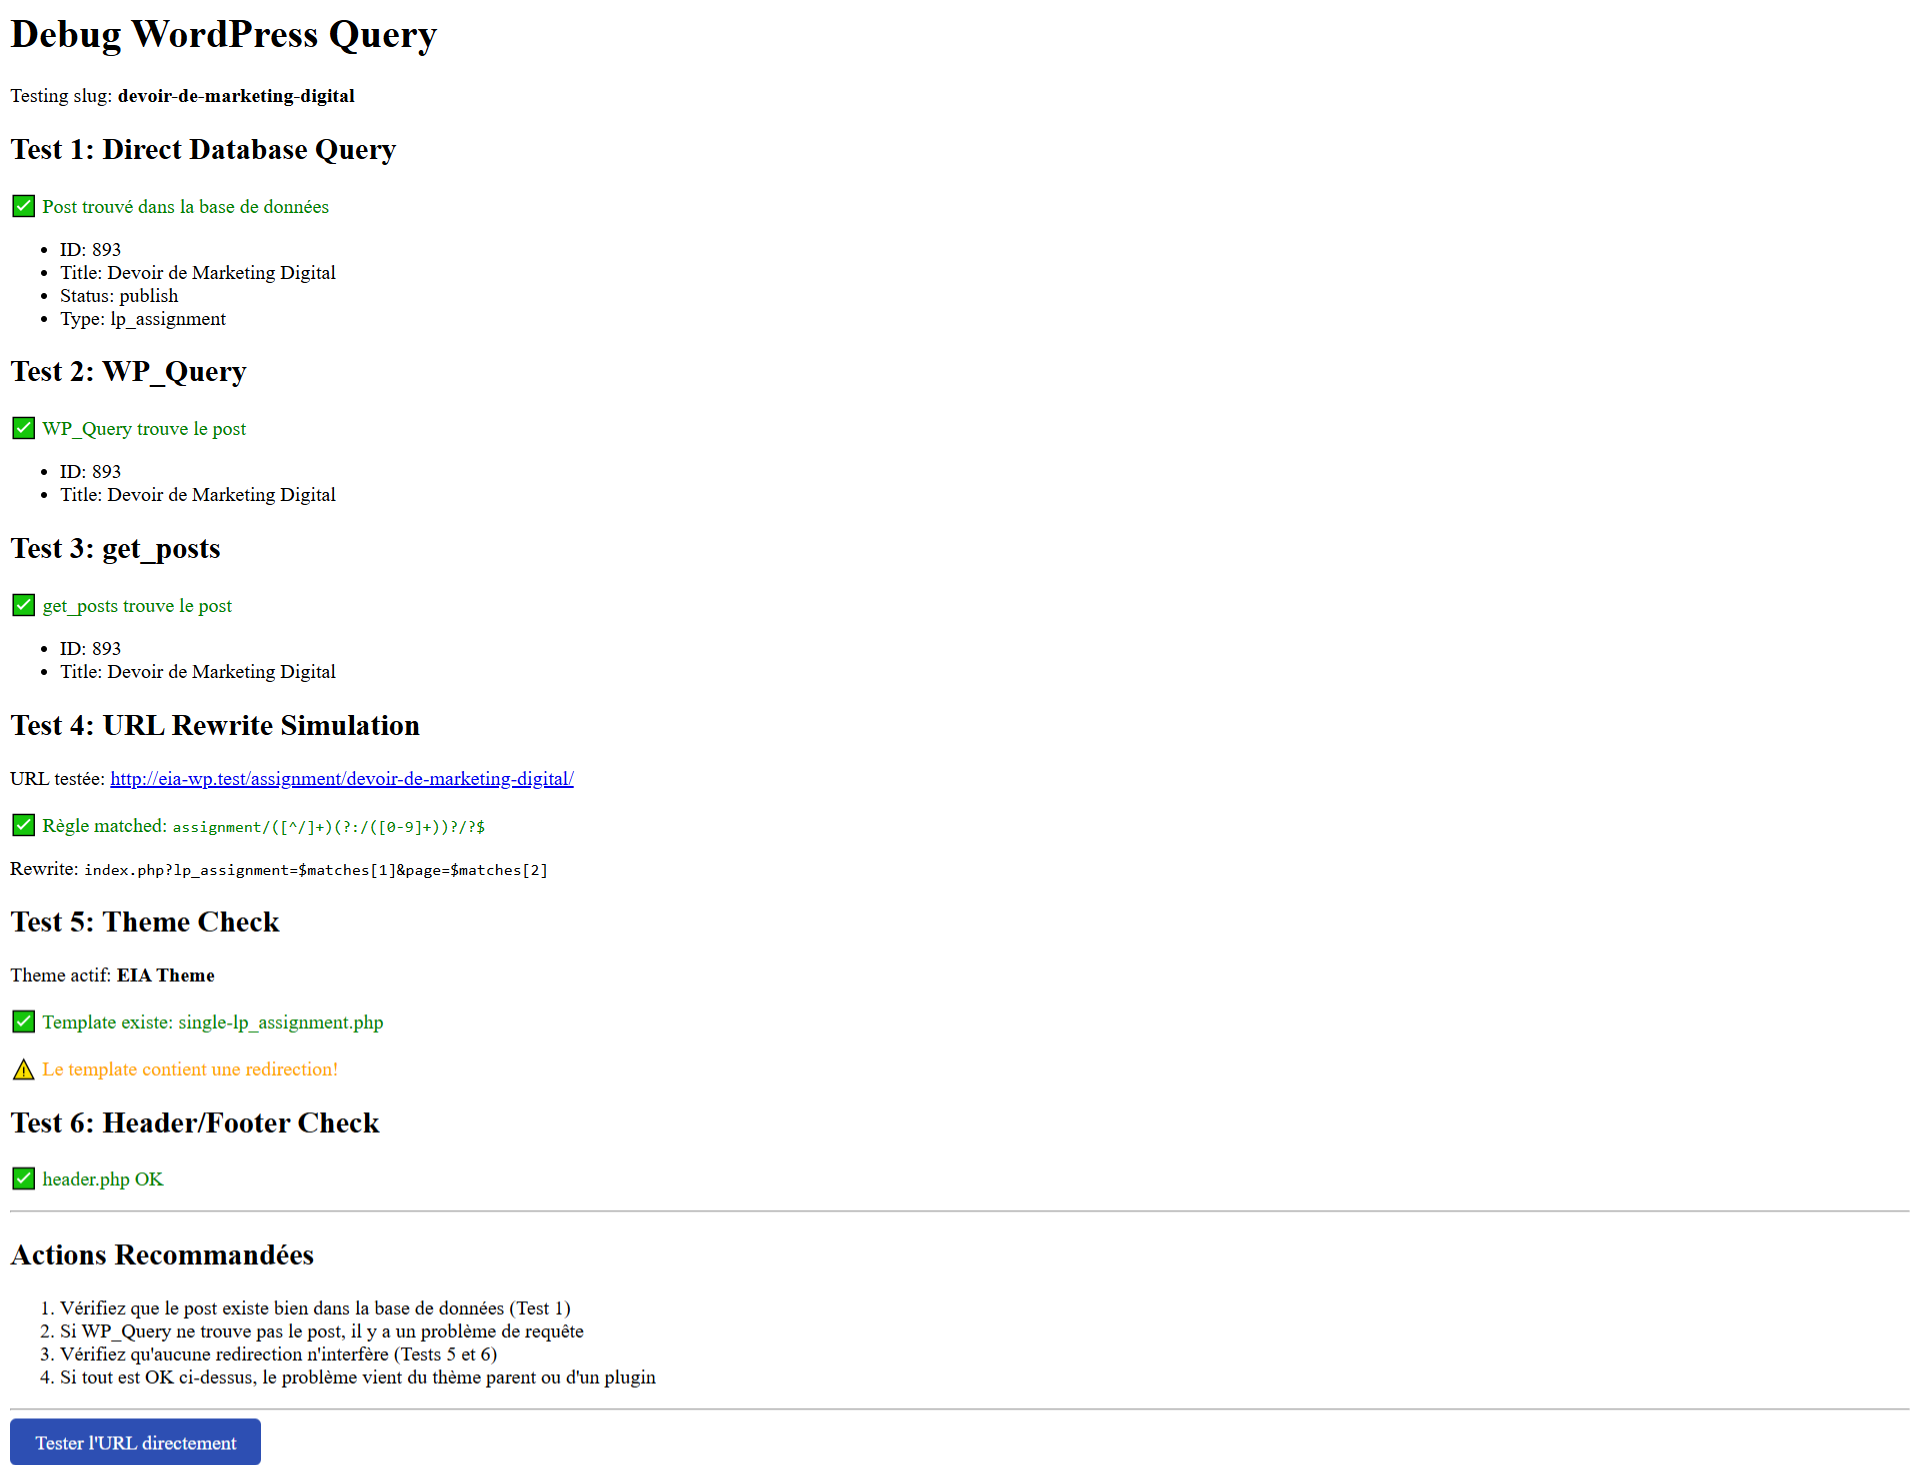 Debug WordPress Query
Testing slug: devoir-de-marketing-digital
Test 1: Direct Database Query
✅ Post trouvé dans la base de données
• ID: 893
• Title: Devoir de Marketing Digital
• Status: publish
• Type: lp_assignment
Test 2: WP_Query
✅ WP_Query trouve le post
• ID: 893
• Title: Devoir de Marketing Digital
Test 3: get_posts
✅ get_posts trouve le post
• ID: 893
• Title: Devoir de Marketing Digital
Test 4: URL Rewrite Simulation
URL testée: http://eia-wp.test/assignment/devoir-de-marketing-digital/
✅ Règle matched: assignment/([^/]+)(?:/([0-9]+))?/?$
Rewrite: index.php?lp_assignment=$matches[1]&page=$matches[2]
Test 5: Theme Check
Theme actif: EIA Theme
✅ Template existe: single-lp_assignment.php
⚠ Le template contient une redirection!
Test 6: Header/Footer Check
✅ header.php OK
Actions Recommandées
1. Vérifiez que le post existe bien dans la base de données (Test 1)
2. Si WP_Query ne trouve pas le post, il y a un problème de requête
3. Vérifiez qu'aucune redirection n'interfère (Tests 5 et 6)
4. Si tout est OK ci-dessus, le problème vient du thème parent ou d'un plugin
Tester l'URL directement